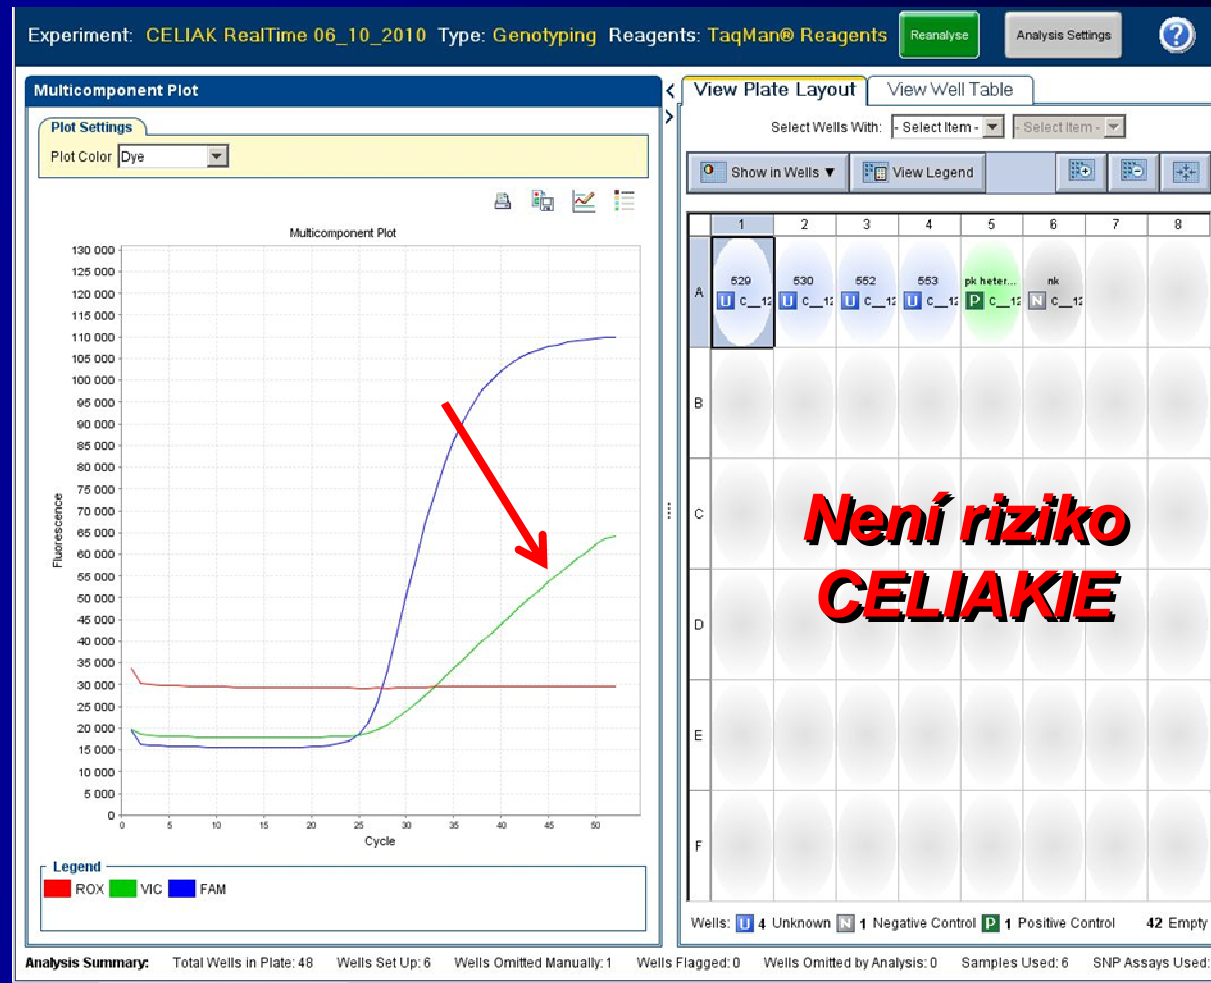 Experiment: CELIAK RealTime 06_10_2010 Type: Genotyping Reagents: TaqMan® Reagents
Reanalyse
Analysis Settings
?
Multicomponent Plot
Plot Settings
Plot Color Dye
Multicomponent Plot
130 000
125 000
120 000
115 000
110 000
105 000
100 000
95 000
90 000
85 000
80 000
75 000
70 000
65 000
60 000
55 000
50 000
45 000
40 000
35 000
30 000
25 000
20 000
15 000
10 000
5 000
0
Fluorescence
0 5 10 15 20 25 30 35 40 45 50
Cycle
Legend
ROX VIC FAM
View Plate Layout
View Well Table
Select Wells With: - Select Item - - Select Item -
Show in Wells ▼
View Legend
1 2 3 4 5 6 7 8
A
529 530 552 553 pk heter... nk
U C__12 U C__12 U C__12 U C__12 P C__12 N C__12
B
C
D
E
F
Není riziko
CELIAKIE
Wells: U 4 Unknown N 1 Negative Control P 1 Positive Control 42 Empty
Analysis Summary: Total Wells in Plate: 48 Wells Set Up: 6 Wells Omitted Manually: 1 Wells Flagged: 0 Wells Omitted by Analysis: 0 Samples Used: 6 SNP Assays Used: